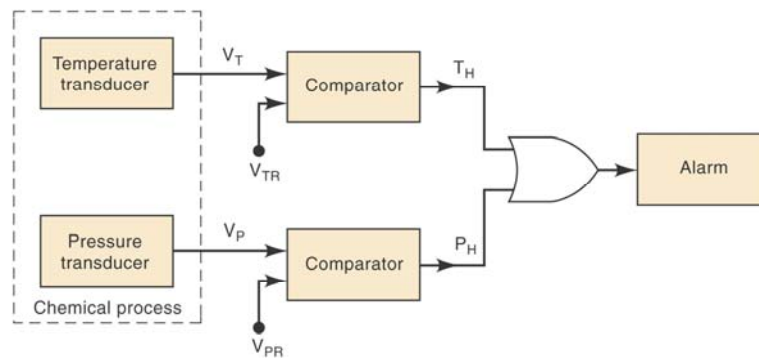 Temperature
transducer
V_T
Comparator
T_H
V_TR
Alarm
Pressure
transducer
V_P
Comparator
P_H
Chemical process
V_PR